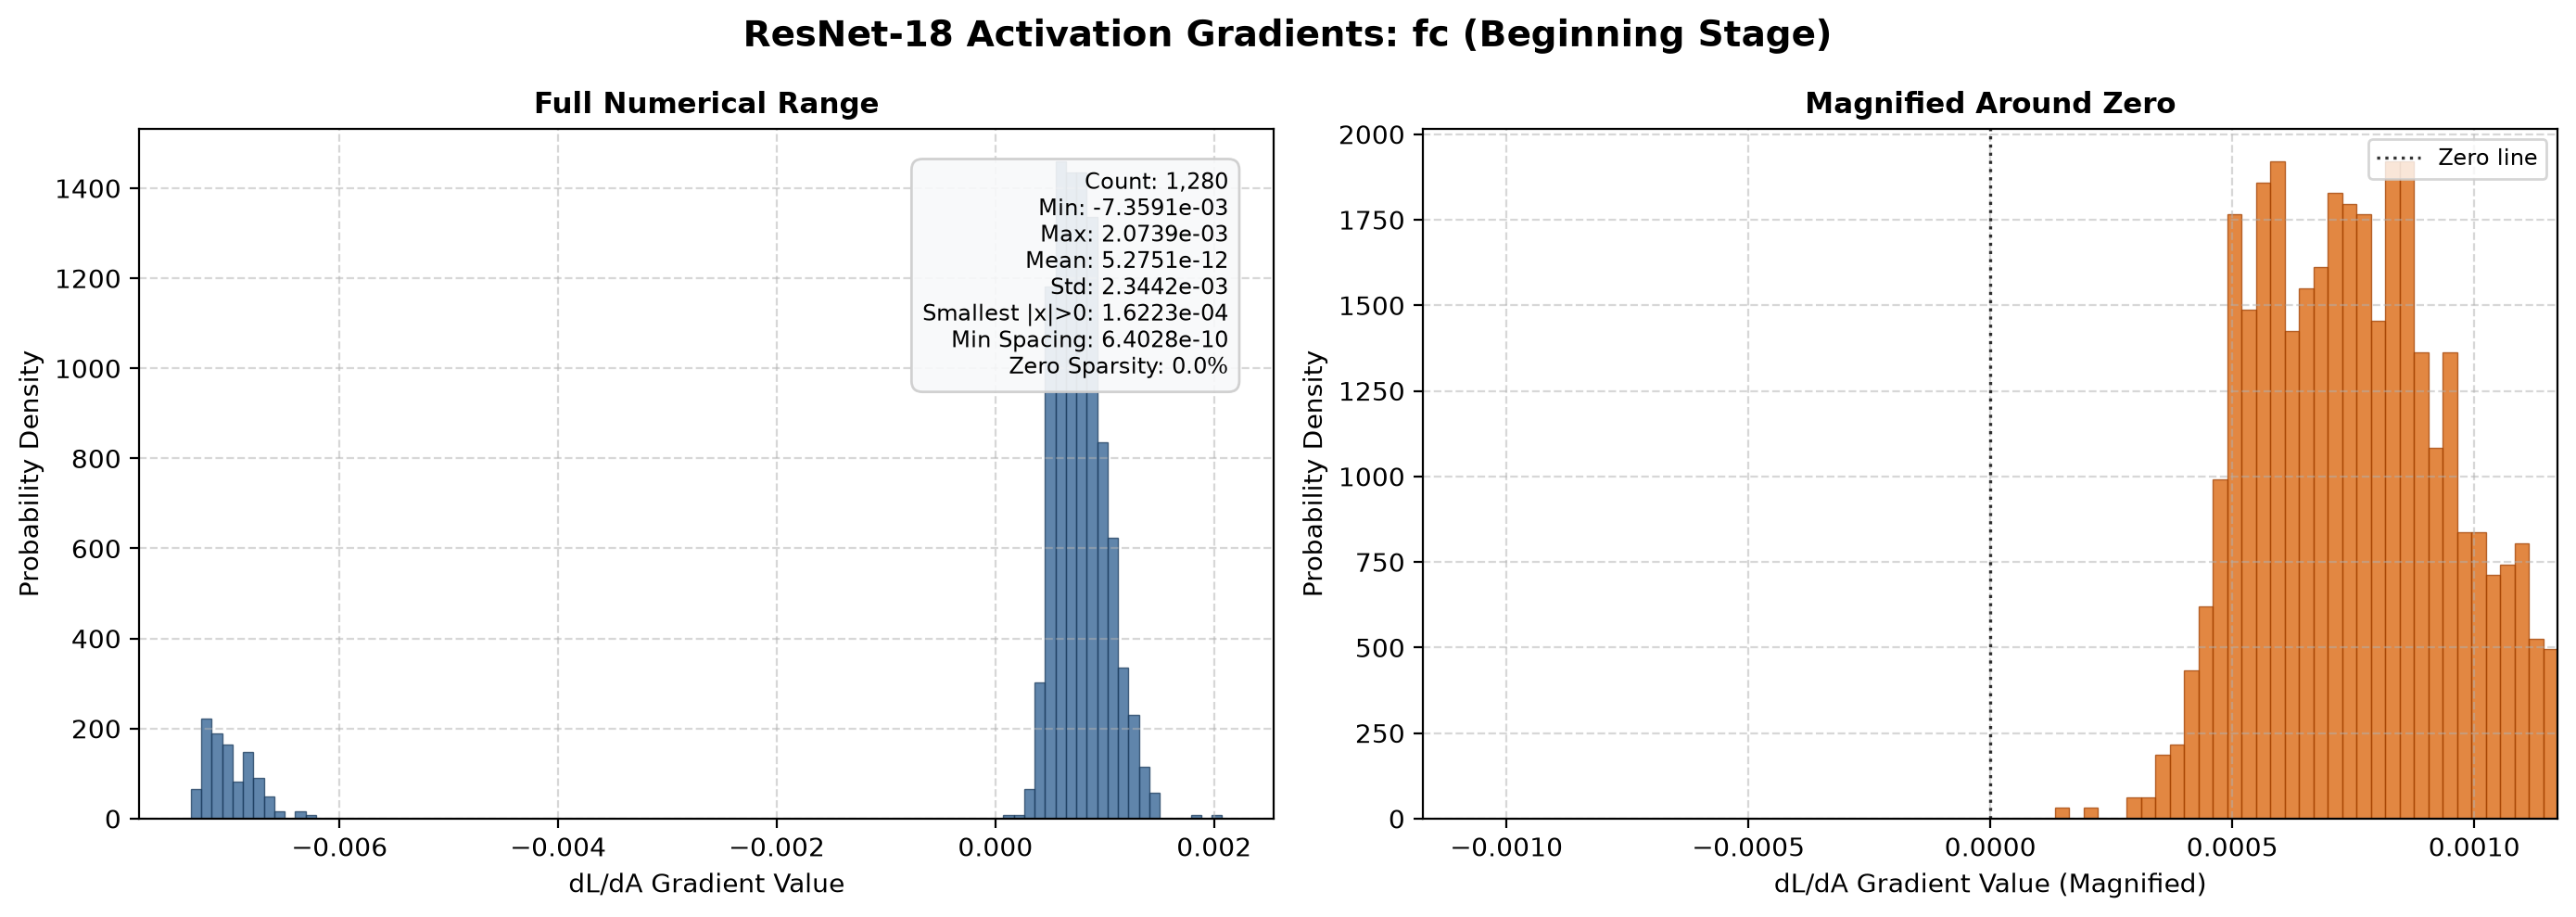 ResNet-18 Activation Gradients: fc (Beginning Stage)
Full Numerical Range
Probability Density
1400
1200
1000
800
600
400
200
0
Count: 1,280
Min: -7.3591e-03
Max: 2.0739e-03
Mean: 5.2751e-12
Std: 2.3442e-03
Smallest |x|>0: 1.6223e-04
Min Spacing: 6.4028e-10
Zero Sparsity: 0.0%
−0.006 −0.004 −0.002 0.000 0.002
dL/dA Gradient Value
Magnified Around Zero
Probability Density
2000
1750
1500
1250
1000
750
500
250
0
Zero line
−0.0010 −0.0005 0.0000 0.0005 0.0010
dL/dA Gradient Value (Magnified)